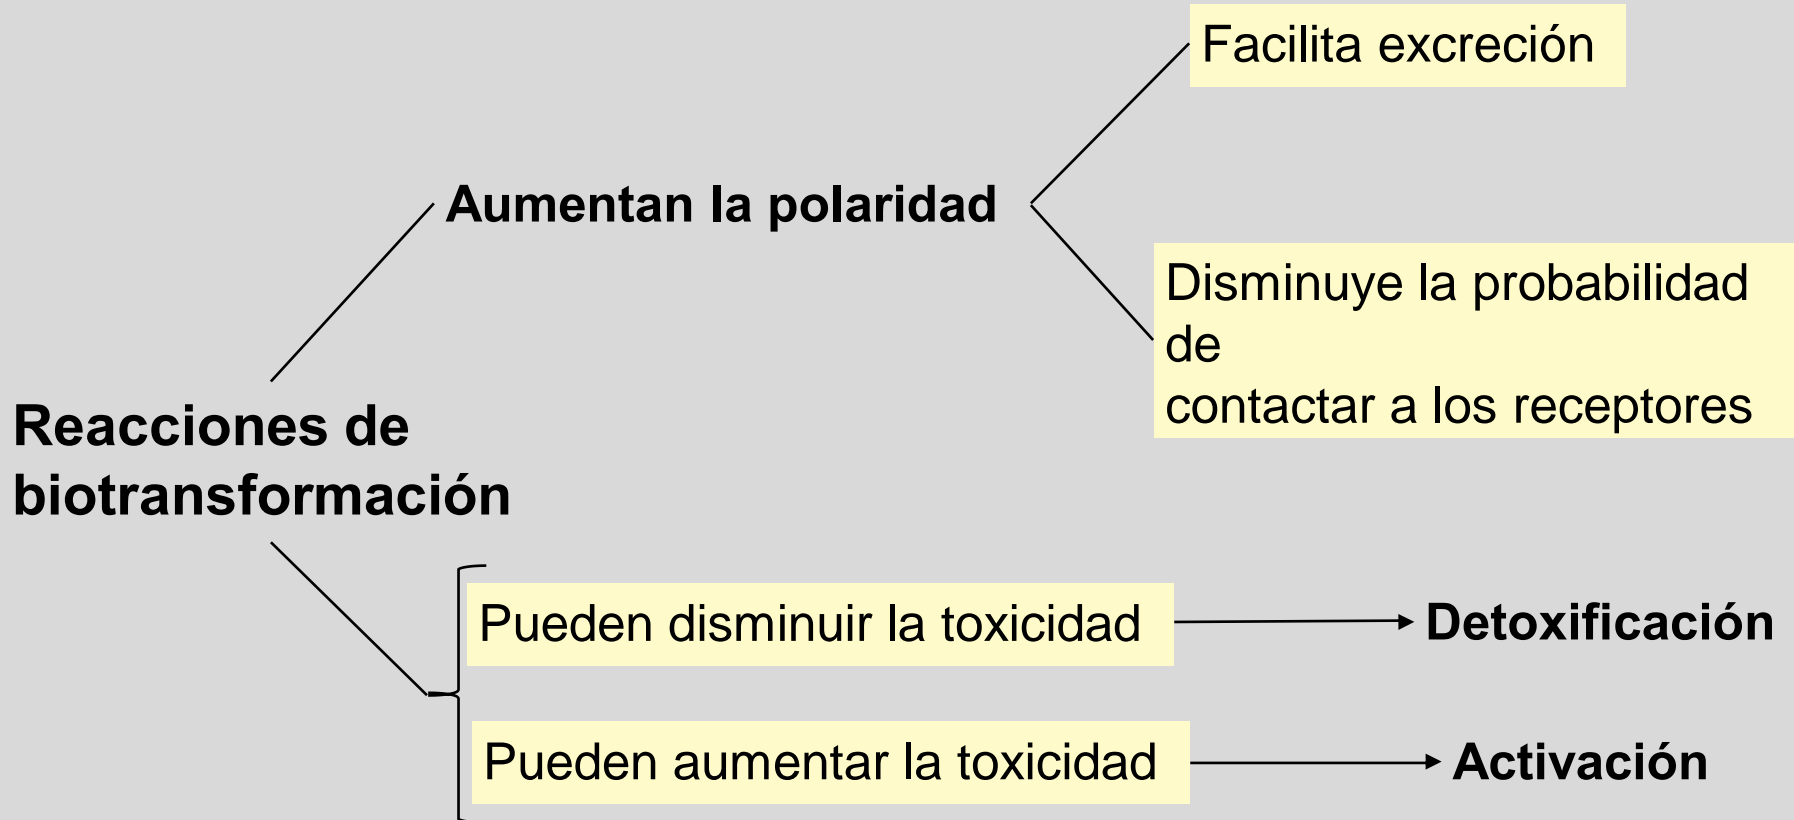 Facilita excreción
Aumentan la polaridad
Disminuye la probabilidad
de
contactar a los receptores
Reacciones de
biotransformación
Pueden disminuir la toxicidad
Detoxificación
Pueden aumentar la toxicidad
Activación